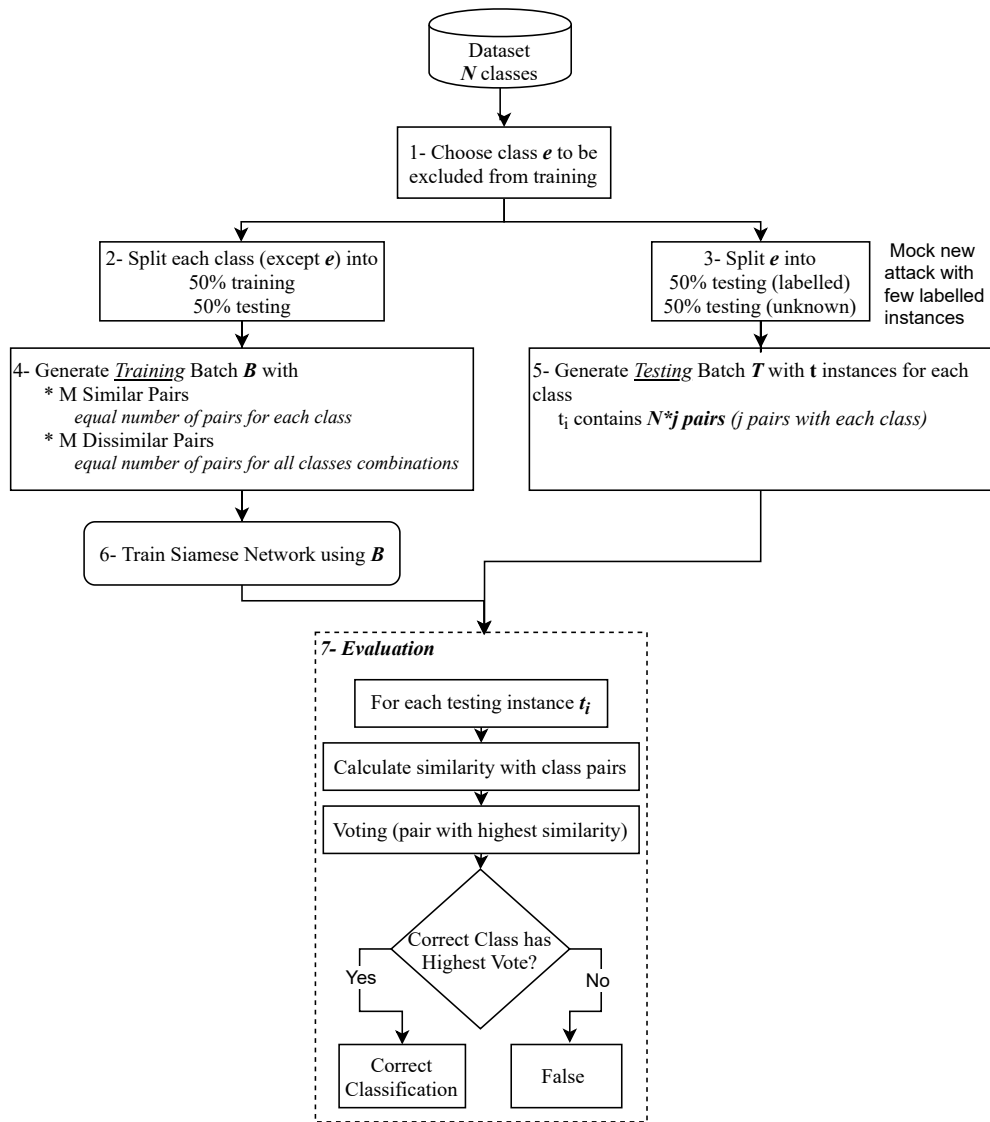 Dataset
N classes
1- Choose class e to be
excluded from training
2- Split each class (except e) into
50% training
50% testing
3- Split e into
50% testing (labelled)
50% testing (unknown)
Mock new
attack with
few labelled
instances
4- Generate Training Batch B with
* M Similar Pairs
equal number of pairs for each class
* M Dissimilar Pairs
equal number of pairs for all classes combinations
5- Generate Testing Batch T with t instances for each
class
ti contains N*j pairs (j pairs with each class)
6- Train Siamese Network using B
7- Evaluation
For each testing instance ti
Calculate similarity with class pairs
Voting (pair with highest similarity)
Correct Class has
Highest Vote?
Yes
No
Correct
Classification
False